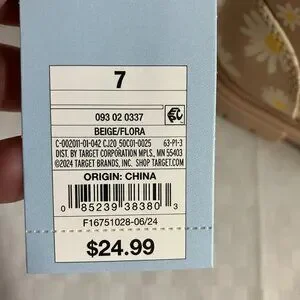 7
093 02 0337
BEIGE/FLORA
C-002011-01-042 CJ20 50C01-0025 63-P1-3
DIST. BY TARGET CORPORATION MPLS., MN 55403
©2024 TARGET BRANDS, INC. SHOP TARGET.COM
ORIGIN: CHINA
0 85239 38380 3
F16751028-06/24
$24.99